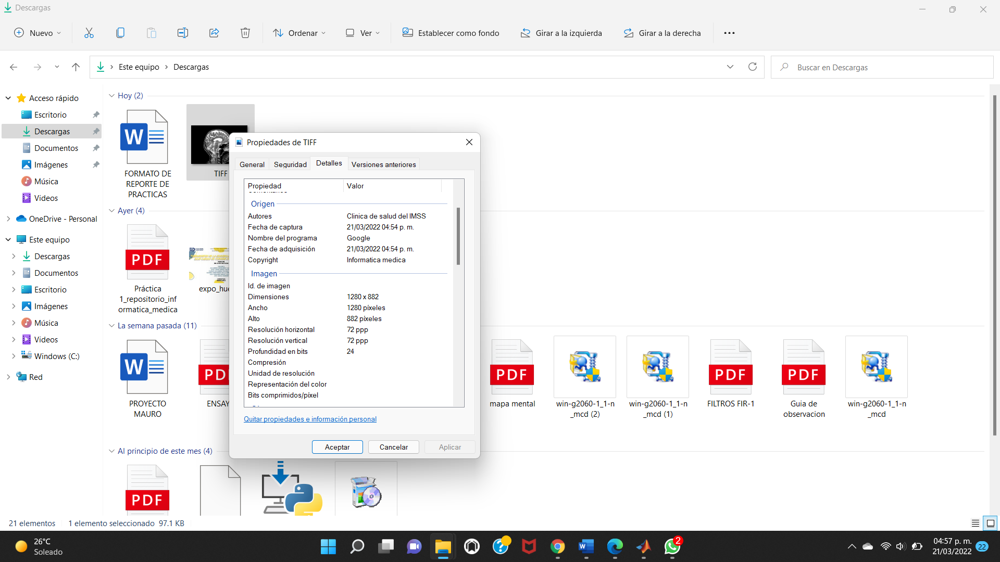 Descargas
Nuevo
Ordenar
Ver
Establecer como fondo
Girar a la izquierda
Girar a la derecha
Este equipo
Descargas
Buscar en Descargas
Acceso rápido
Escritorio
Descargas
Documentos
Imágenes
Música
Videos
OneDrive - Personal
Este equipo
Descargas
Documentos
Escritorio
Imágenes
Música
Videos
Windows (C:)
Red
Hoy (2)
FORMATO DE
REPORTE DE
PRACTICAS
TIFF
Ayer (4)
PDF
Práctica
1_repositorio_inf
ormatica_medica
expo_hue
La semana pasada (11)
PROYECTO
MAURO
PDF
ENSAY
PDF
mapa mental
win-g2060-1_1-n
_mcd (2)
win-g2060-1_1-n
_mcd (1)
PDF
FILTROS FIR-1
PDF
Guia de
observacion
win-g2060-1_1-n
_mcd
Al principio de este mes (4)
PDF
Propiedades de TIFF
General
Seguridad
Detalles
Versiones anteriores
Propiedad Valor
Origen
Autores Clinica de salud del IMSS
Fecha de captura 21/03/2022 04:54 p. m.
Nombre del programa Google
Fecha de adquisición 21/03/2022 04:54 p. m.
Copyright Informatica medica
Imagen
Id. de imagen
Dimensiones 1280 x 882
Ancho 1280 píxeles
Alto 882 píxeles
Resolución horizontal 72 ppp
Resolución vertical 72 ppp
Profundidad en bits 24
Compresión
Unidad de resolución
Representación del color
Bits comprimidos/píxel
Quitar propiedades e información personal
Aceptar
Cancelar
Aplicar
21 elementos
1 elemento seleccionado 97.1 KB
26°C
Soleado
2
04:57 p. m.
21/03/2022
22